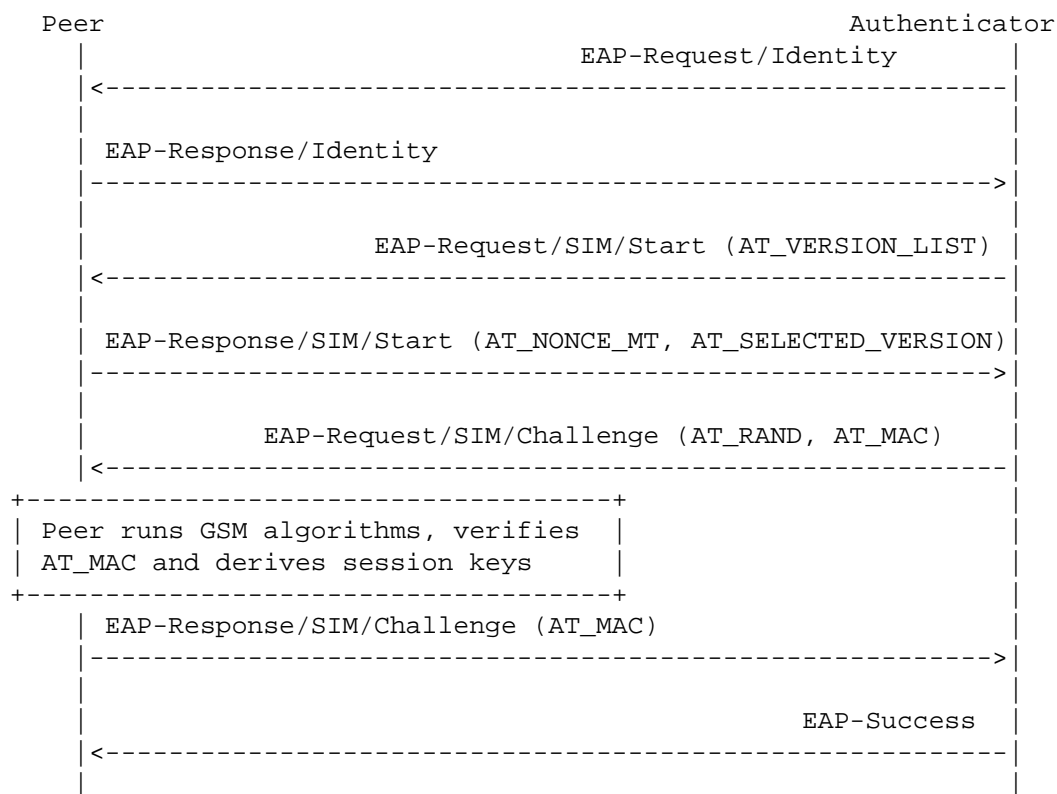 Peer Authenticator
EAP-Request/Identity
EAP-Response/Identity
EAP-Request/SIM/Start (AT_VERSION_LIST)
EAP-Response/SIM/Start (AT_NONCE_MT, AT_SELECTED_VERSION)
EAP-Request/SIM/Challenge (AT_RAND, AT_MAC)
Peer runs GSM algorithms, verifies
AT_MAC and derives session keys
EAP-Response/SIM/Challenge (AT_MAC)
EAP-Success